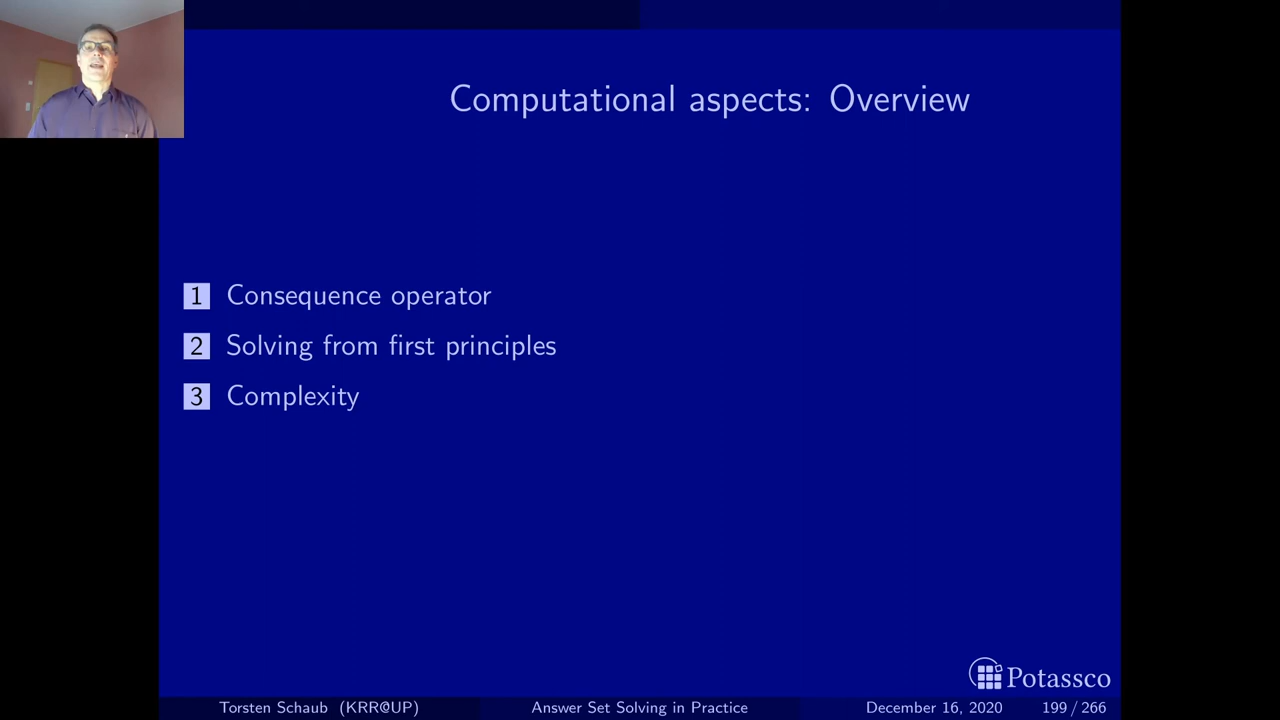 Computational aspects: Overview
1 Consequence operator
2 Solving from first principles
3 Complexity
Potassco
Torsten Schaub (KRR@UP) Answer Set Solving in Practice December 16, 2020 199 / 266